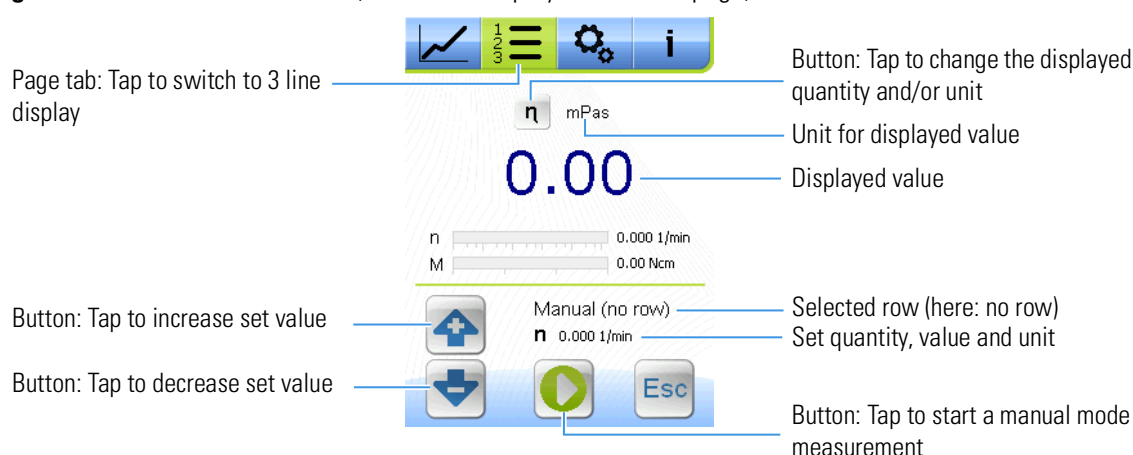 Page tab: Tap to switch to 3 line
display
1
2
3
i
Button: Tap to change the displayed
quantity and/or unit
η mPas
Unit for displayed value
0.00
Displayed value
n 0.000 1/min
M 0.00 Ncm
Button: Tap to increase set value
Manual (no row)
Selected row (here: no row)
n 0.000 1/min
Set quantity, value and unit
Button: Tap to decrease set value
Esc
Button: Tap to start a manual mode
measurement